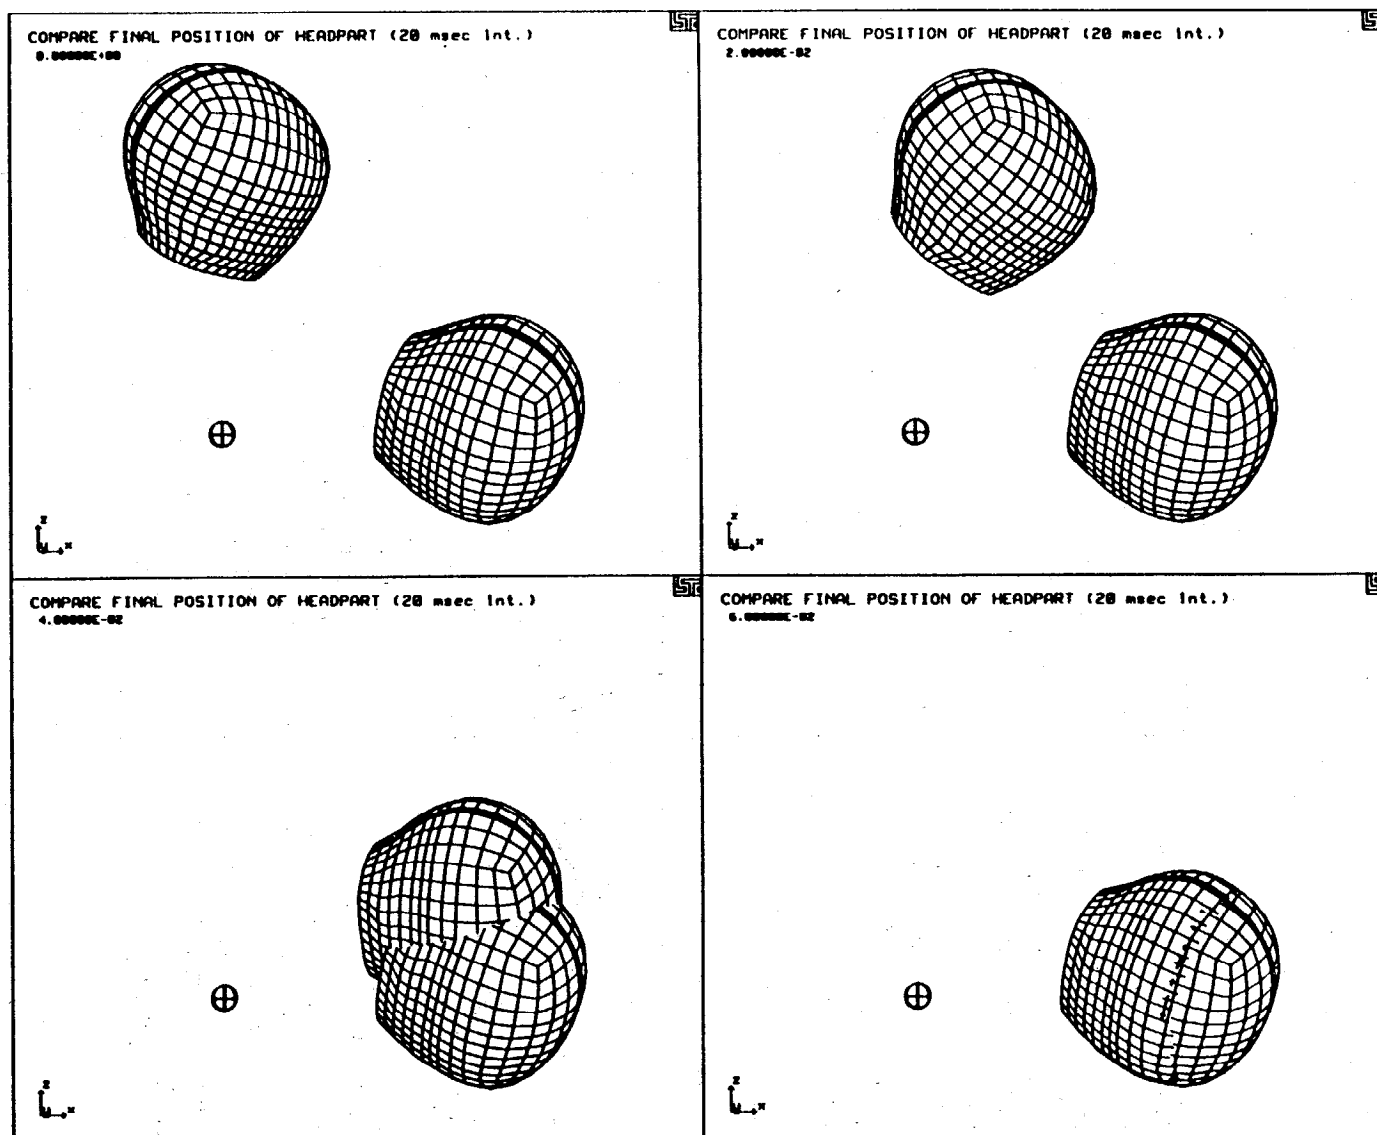 COMPARE FINAL POSITION OF HEADPART (20 msec Int.)
0.00000E+00
z
x
COMPARE FINAL POSITION OF HEADPART (20 msec Int.)
2.00000E-02
z
x
COMPARE FINAL POSITION OF HEADPART (20 msec Int.)
4.00000E-02
z
x
COMPARE FINAL POSITION OF HEADPART (20 msec Int.)
6.00000E-02
z
x